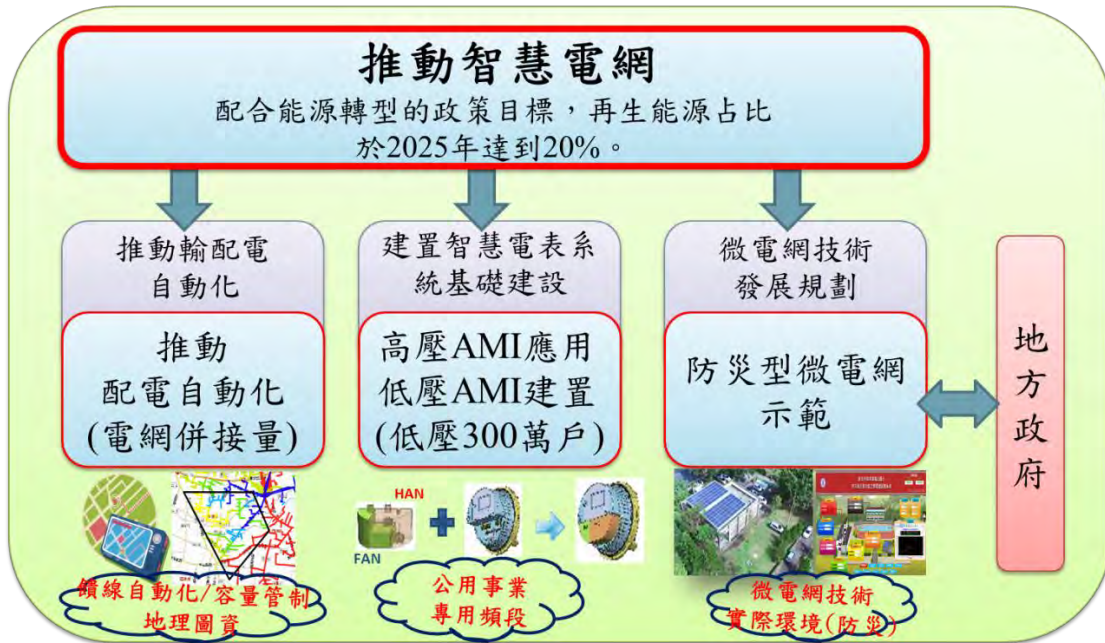 推動智慧電網
配合能源轉型的政策目標，再生能源占比
於2025年達到20%。
推動輸配電
自動化
推動
配電自動化
(電網併接量)
建置智慧電表系
統基礎建設
高壓AMI應用
低壓AMI建置
(低壓300萬戶)
微電網技術
發展規劃
防災型微電網
示範
地方政府
HAN
FAN
饋線自動化/容量管制
地理圖資
公用事業
專用頻段
微電網技術
實際環境(防災)